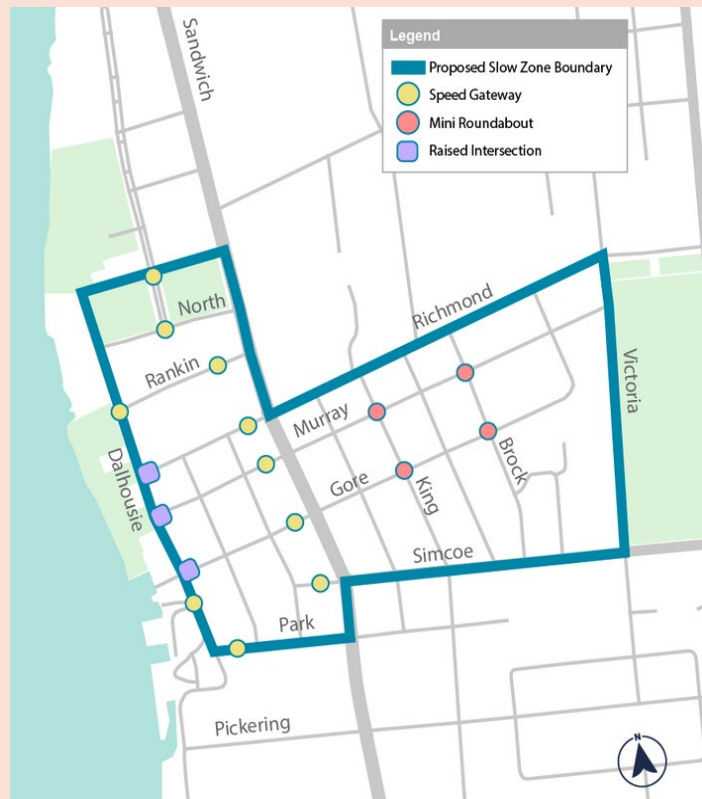 Sandwich
Legend
Proposed Slow Zone Boundary
Speed Gateway
Mini Roundabout
Raised Intersection
North
Richmond
Rankin
Victoria
Murray
Dalhousie
Gore
Brock
King
Simcoe
Park
Pickering
N